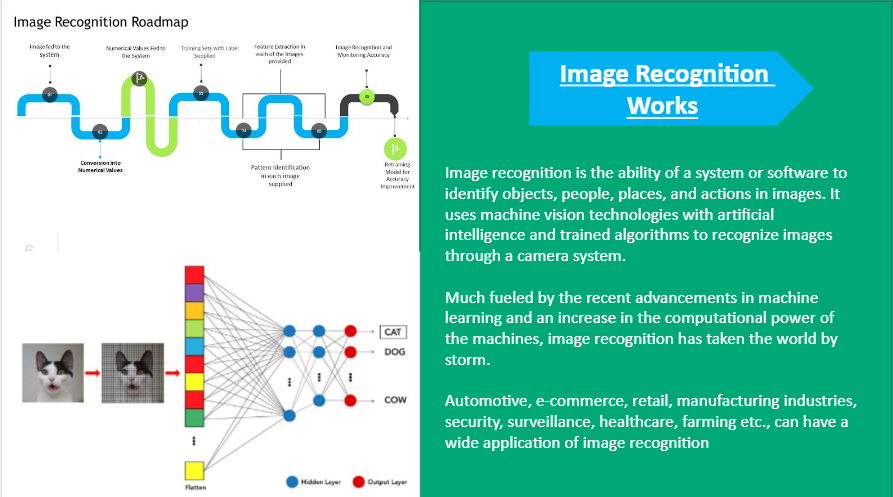 Image Recognition Roadmap
Image fed to the
system
Numerical Values Fed to
the System
Training Sets with Label
Supplied
Feature Extraction in
each of the Images
provided
Image Recognition and
Monitoring Accuracy
01
02
03
04
05
Conversion into
Numerical Values
Pattern Identification
in each image
supplied
Retraining
Model for
Accuracy
Improvement
CAT
DOG
COW
Flatten
Hidden Layer
Output Layer
Image Recognition
Works
Image recognition is the ability of a system or software to
identify objects, people, places, and actions in images. It
uses machine vision technologies with artificial
intelligence and trained algorithms to recognize images
through a camera system.
Much fueled by the recent advancements in machine
learning and an increase in the computational power of
the machines, image recognition has taken the world by
storm.
Automotive, e-commerce, retail, manufacturing industries,
security, surveillance, healthcare, farming etc., can have a
wide application of image recognition